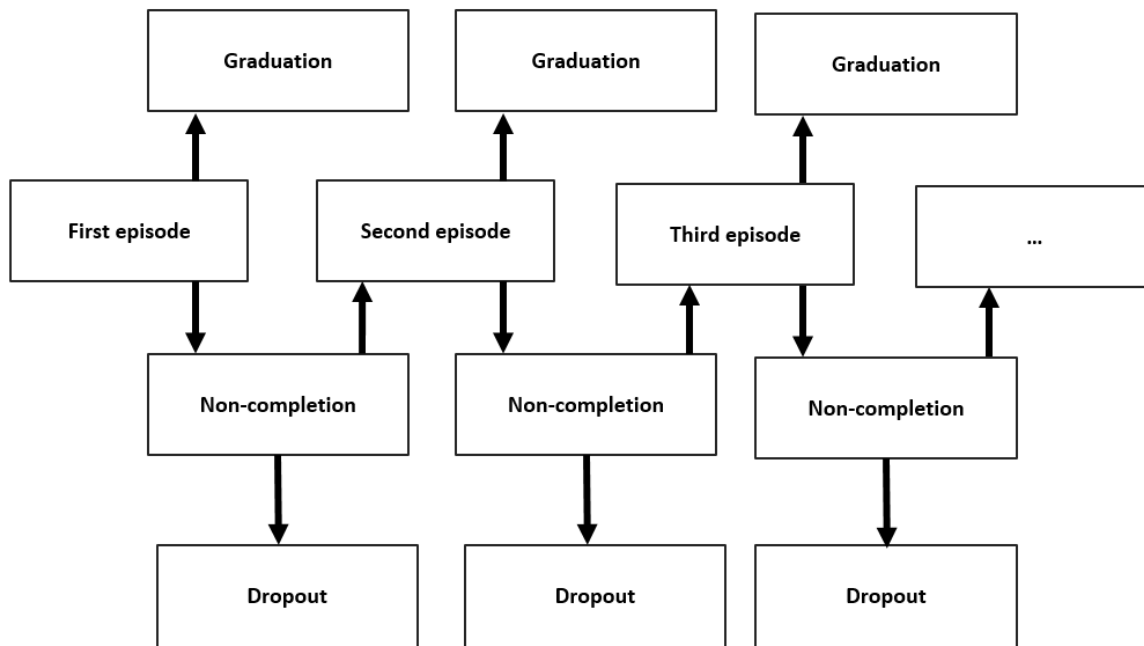 Graduation
Graduation
Graduation
First episode
Second episode
Third episode
...
Non-completion
Non-completion
Non-completion
Dropout
Dropout
Dropout